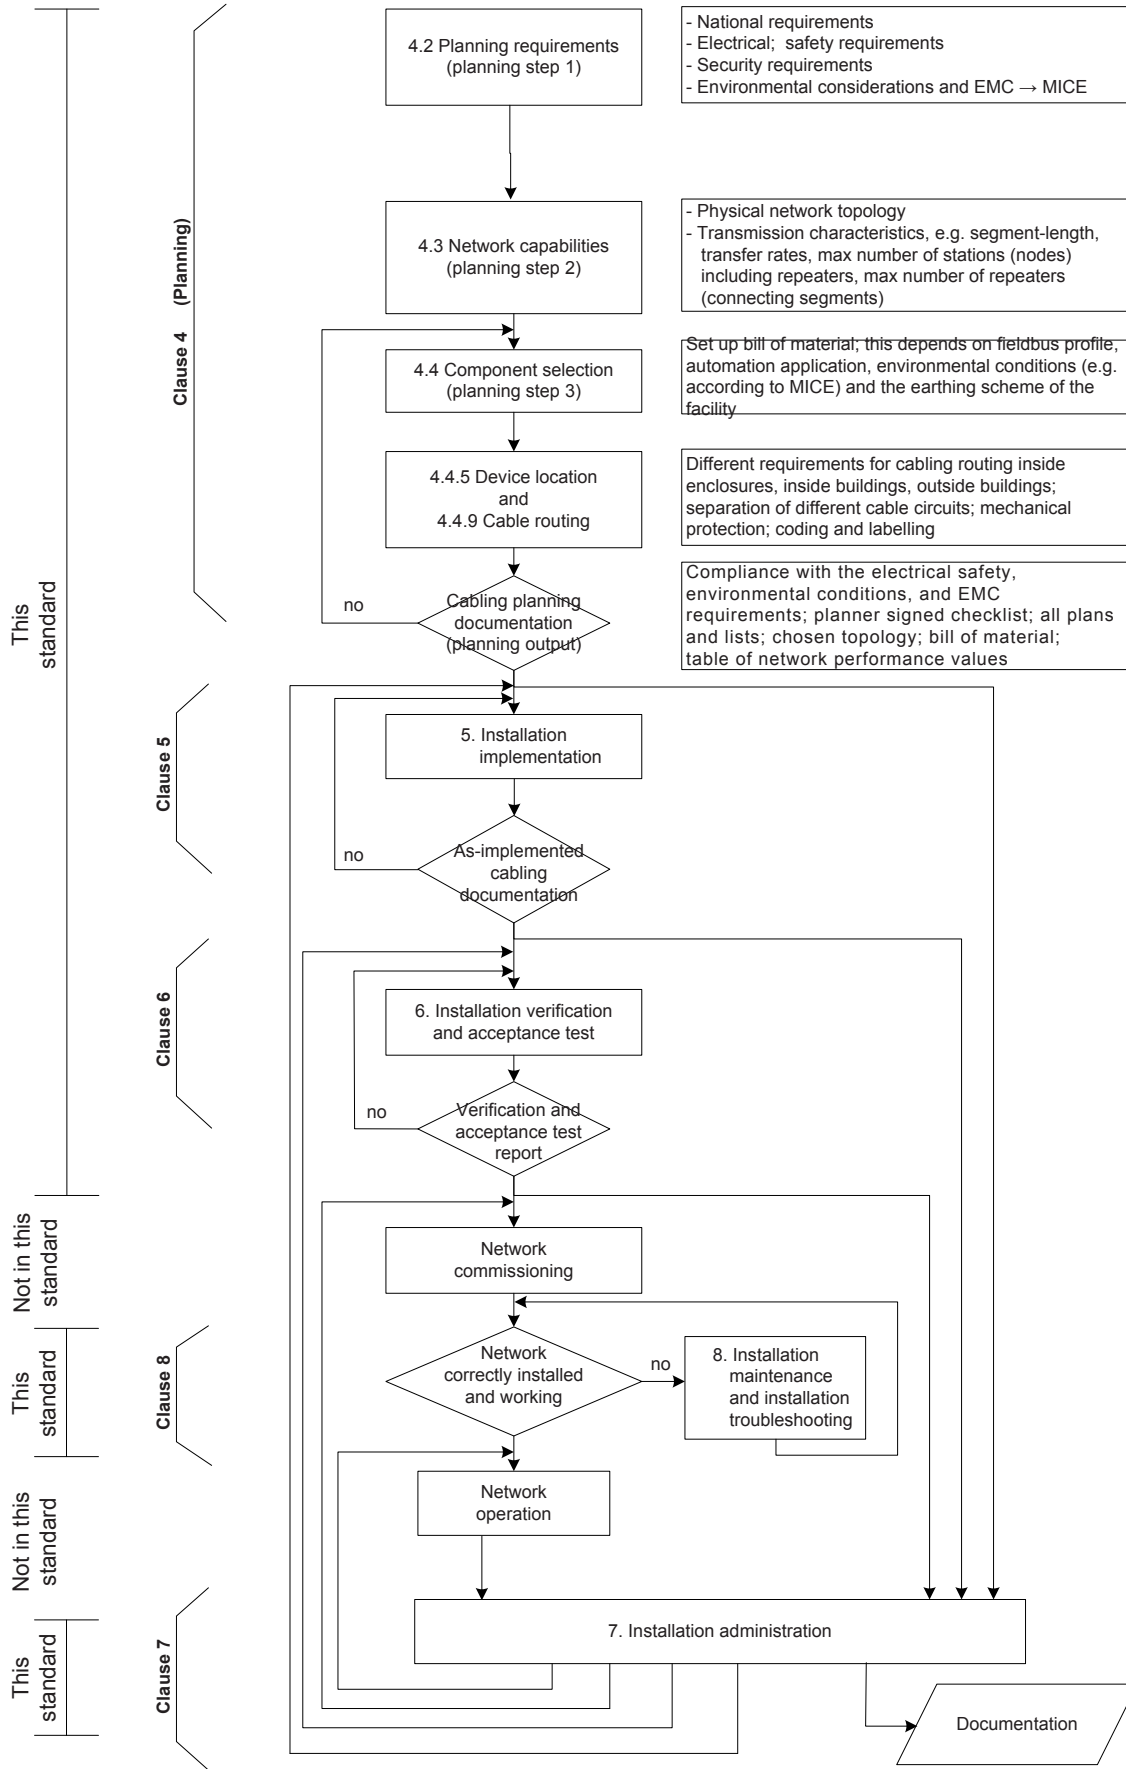 4.2 Planning requirements
(planning step 1)
- National requirements
- Electrical; safety requirements
- Security requirements
- Environmental considerations and EMC → MICE
4.3 Network capabilities
(planning step 2)
- Physical network topology
- Transmission characteristics, e.g. segment-length,
transfer rates, max number of stations (nodes)
including repeaters, max number of repeaters
(connecting segments)
Clause 4 (Planning)
4.4 Component selection
(planning step 3)
Set up bill of material; this depends on fieldbus profile,
automation application, environmental conditions (e.g.
according to MICE) and the earthing scheme of the
facility
4.4.5 Device location
and
4.4.9 Cable routing
Different requirements for cabling routing inside
enclosures, inside buildings, outside buildings;
separation of different cable circuits; mechanical
protection; coding and labelling
This
standard
no
Cabling planning
documentation
(planning output)
Compliance with the electrical safety,
environmental conditions, and EMC
requirements; planner signed checklist; all plans
and lists; chosen topology; bill of material;
table of network performance values
Clause 5
5. Installation
implementation
no
As-implemented
cabling
documentation
Clause 6
6. Installation verification
and acceptance test
no
Verification and
acceptance test
report
Not in this
standard
Network
commissioning
This
standard
Clause 8
Network
correctly installed
and working
no
8. Installation
maintenance
and installation
troubleshooting
Not in this
standard
Network
operation
This
standard
Clause 7
7. Installation administration
Documentation